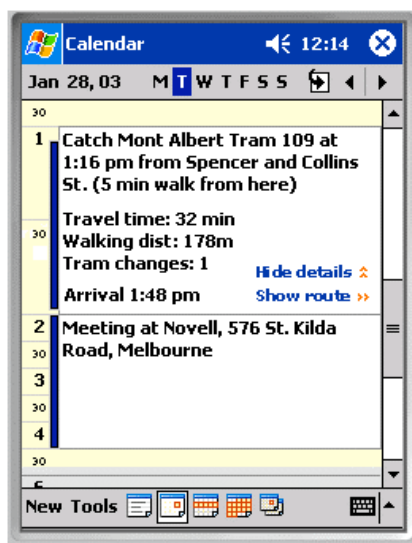 Calendar 12:14
Jan 28, 03 M T W T F S S
30
1 Catch Mont Albert Tram 109 at
1:16 pm from Spencer and Collins
St. (5 min walk from here)
Travel time: 32 min
30
Walking dist: 178m
Tram changes: 1
Hide details
Arrival 1:48 pm Show route
2 Meeting at Novell, 576 St. Kilda
30 Road, Melbourne
3
30
4
30
New Tools